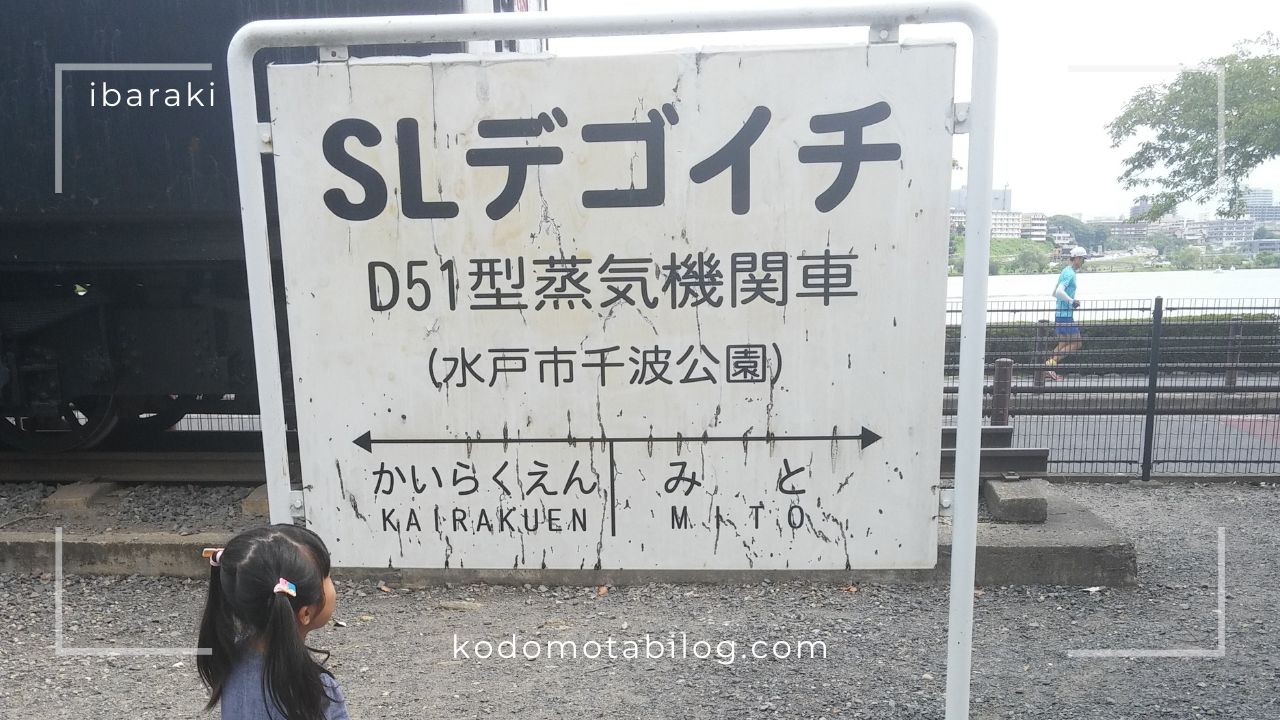 ibaraki
SLデゴイチ
D51型蒸気機関車
(水戸市千波公園)
かいらくえん みと
KAIRAKUEN MITO
kodomotabilog.com